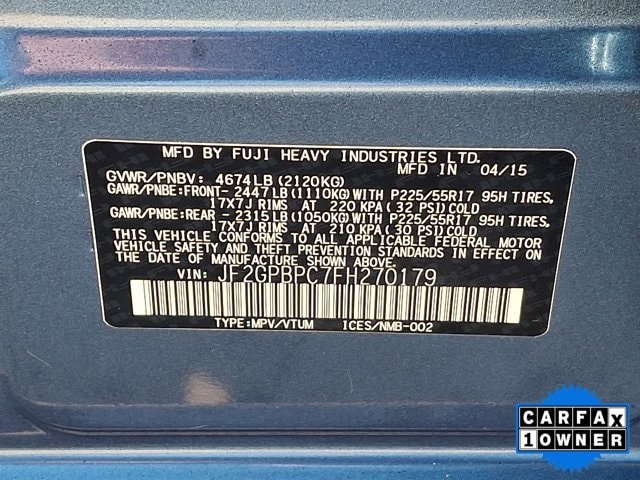 MFD BY FUJI HEAVY INDUSTRIES LTD.
GVWR/PNBV: 4674LB (2120KG) MFD IN 04/15
GAWR/PNBE:FRONT-2447LB(1110KG)WITH P225/55R17 95H TIRES,
17X7J RIMS AT 220 KPA (32 PSI)COLD
GAWR/PNBE:REAR -2315LB(1050KG)WITH P225/55R17 95H TIRES,
17X7J RIMS AT 210 KPA (30 PSI)COLD
THIS VEHICLE CONFORMS TO ALL APPLICABLE FEDERAL MOTOR
VEHICLE SAFETY AND THEFT PREVENTION STANDARDS IN EFFECT ON
THE DATE OF MANUFACTURE SHOWN ABOVE.
VIN: JF2GPBPC7FH270179
TYPE:MPV/VTUM ICES/NMB-002
CARFAX
1 OWNER